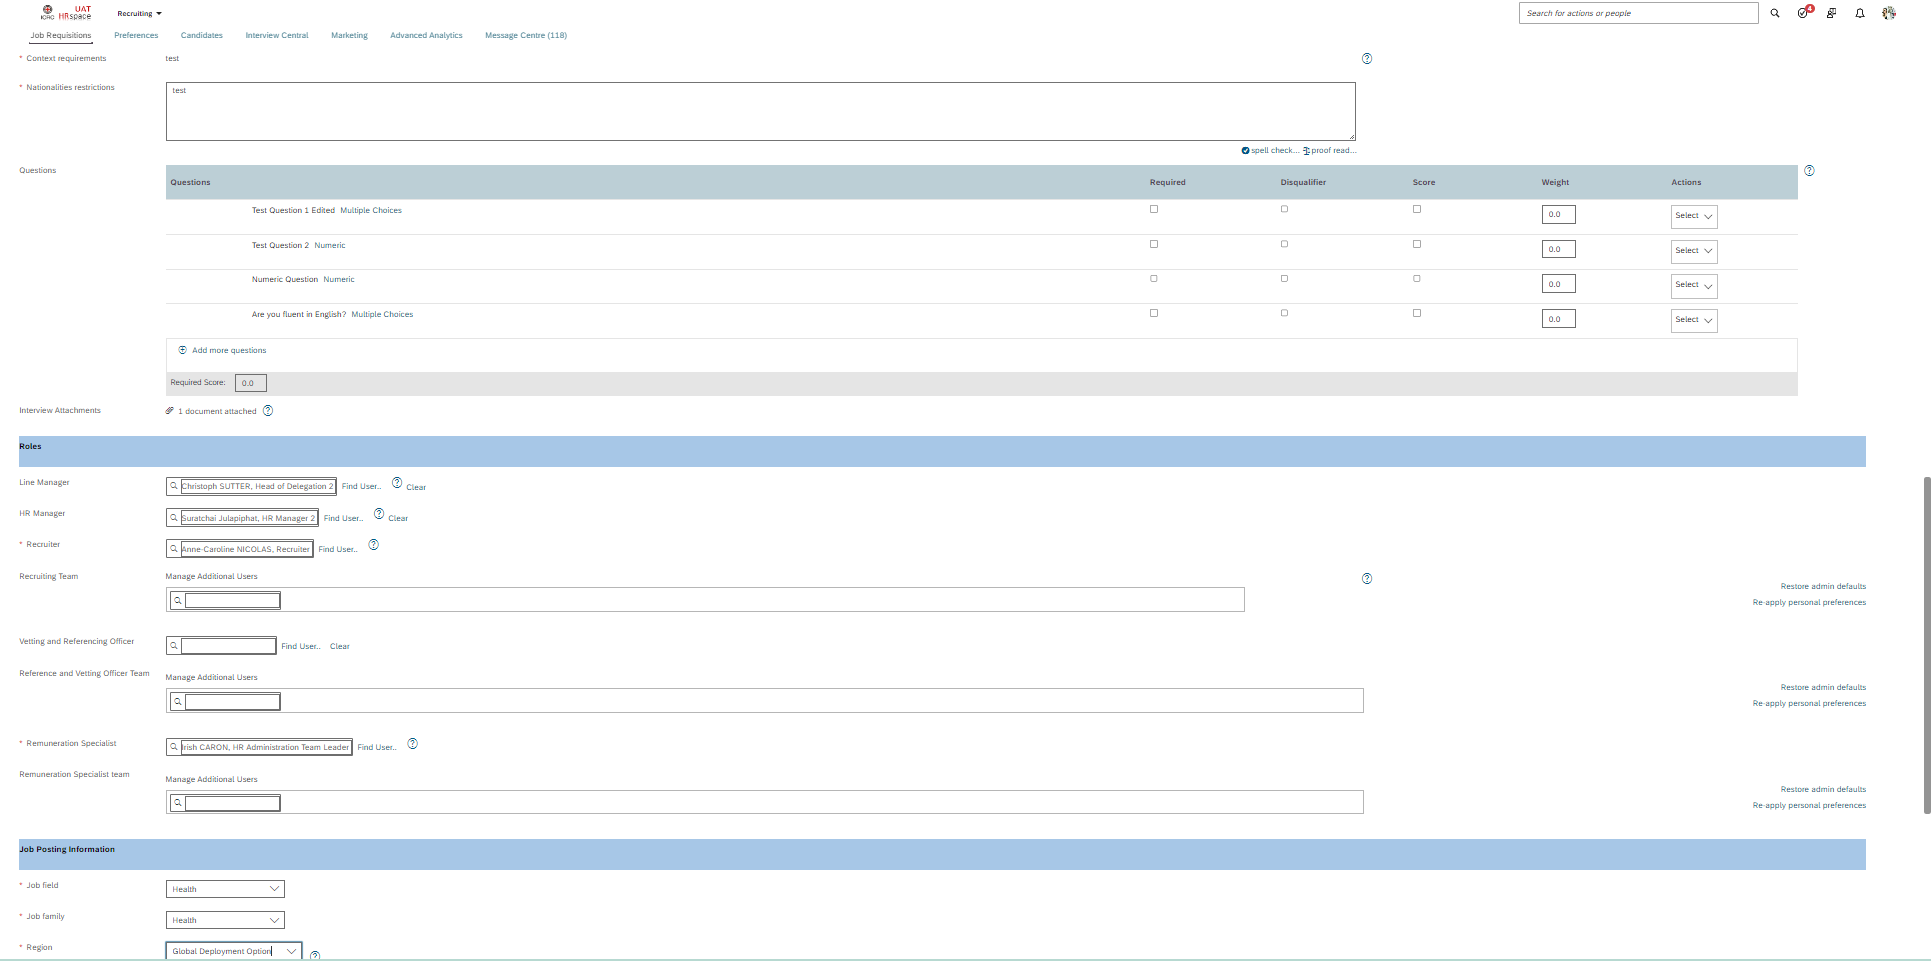 ICRC UAT HRspace Recruiting Search for actions or people 4
Job Requisitions Preferences Candidates Interview Central Marketing Advanced Analytics Message Centre (118)
* Context requirements test
* Nationalities restrictions test
spell check... proof read...
Questions
Questions Required Disqualifier Score Weight Actions
Test Question 1 Edited Multiple Choices 0.0 Select
Test Question 2 Numeric 0.0 Select
Numeric Question Numeric 0.0 Select
Are you fluent in English? Multiple Choices 0.0 Select
Add more questions
Required Score: 0.0
Interview Attachments 1 document attached
Roles
Line Manager Christoph SUTTER, Head of Delegation 2 Find User.. Clear
HR Manager Suratchai Julapiphat, HR Manager 2 Find User.. Clear
* Recruiter Anne-Caroline NICOLAS, Recruiter Find User..
Recruiting Team Manage Additional Users
Restore admin defaults
Re-apply personal preferences
Vetting and Referencing Officer Find User.. Clear
Reference and Vetting Officer Team Manage Additional Users
Restore admin defaults
Re-apply personal preferences
* Remuneration Specialist Irish CARON, HR Administration Team Leader Find User..
Remuneration Specialist team Manage Additional Users
Restore admin defaults
Re-apply personal preferences
Job Posting Information
* Job field Health
* Job family Health
* Region Global Deployment Option